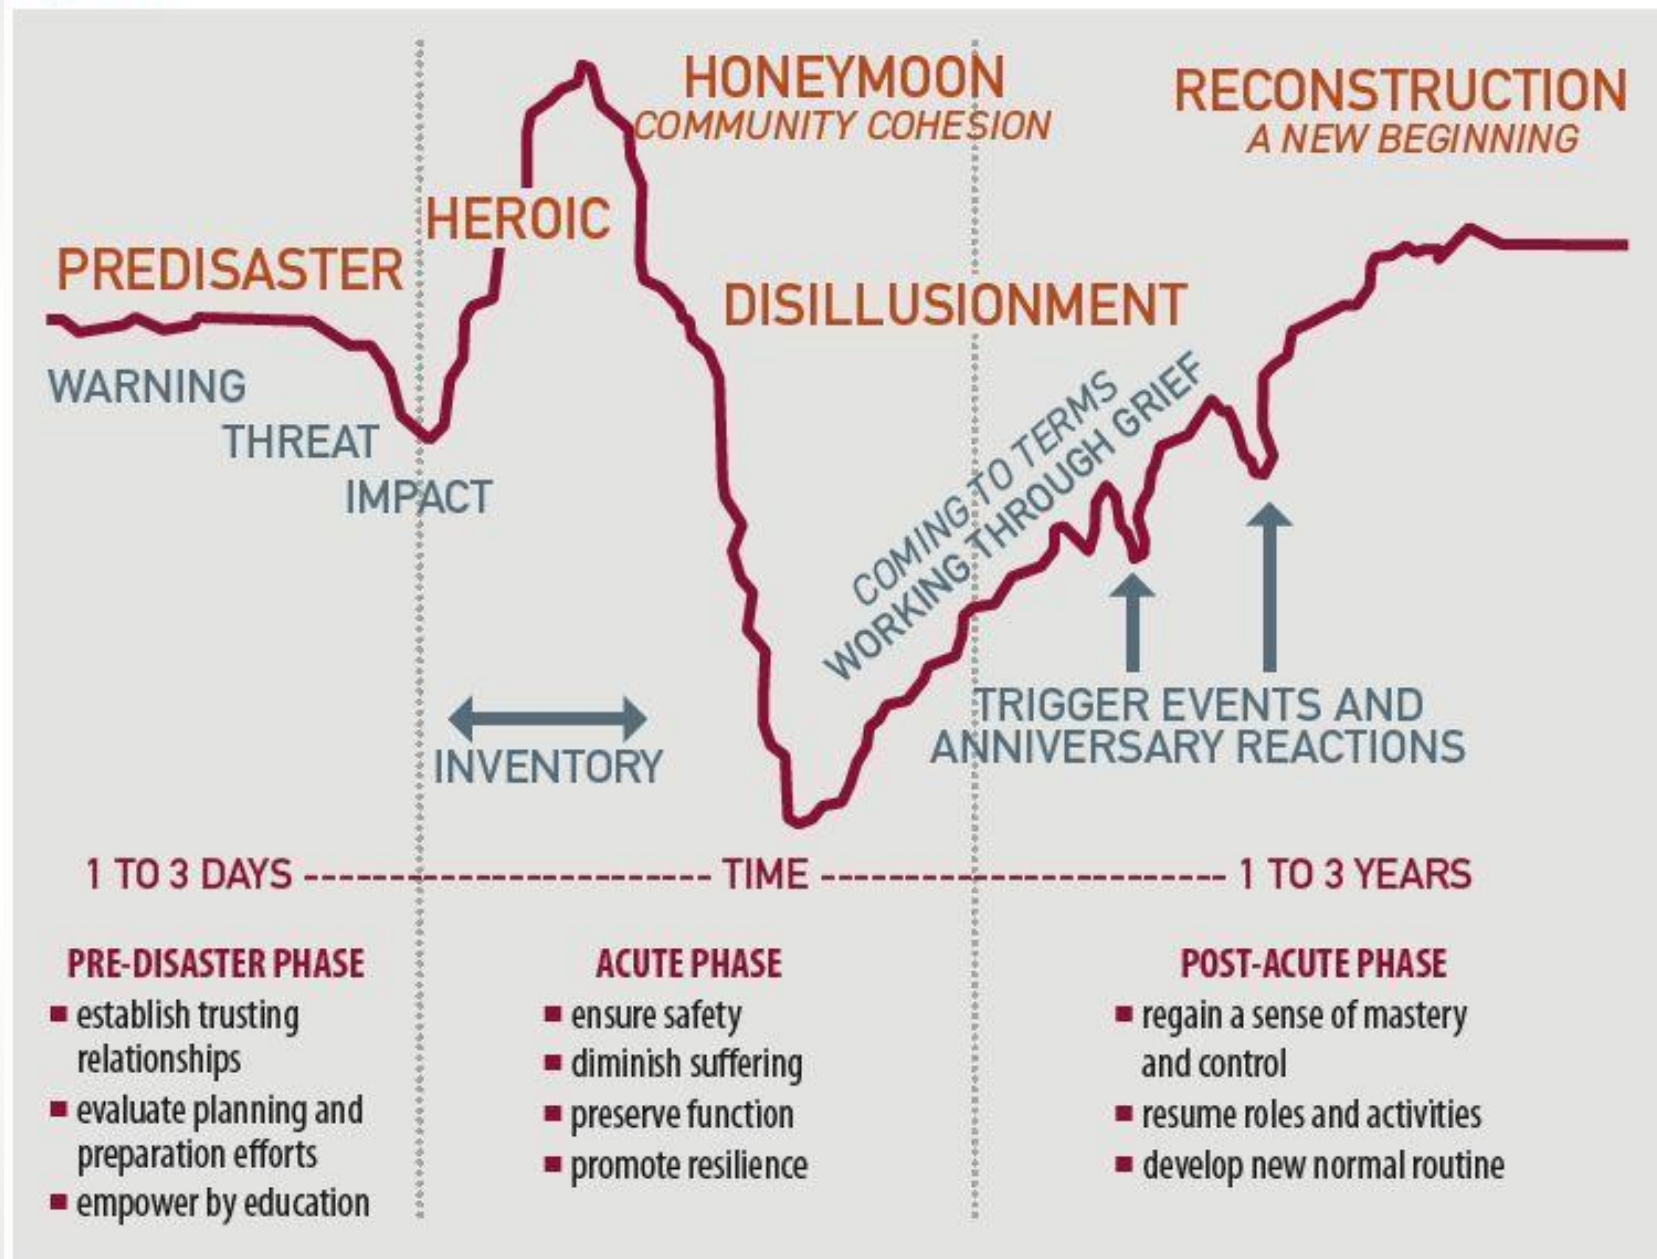 HONEYMOON
COMMUNITY COHESION
RECONSTRUCTION
A NEW BEGINNING
HEROIC
PREDISASTER
DISILLUSIONMENT
WARNING
THREAT
IMPACT
COMING TO TERMS
WORKING THROUGH GRIEF
INVENTORY
TRIGGER EVENTS AND
ANNIVERSARY REACTIONS
1 TO 3 DAYS ------------------------- TIME ------------------------- 1 TO 3 YEARS
PRE-DISASTER PHASE
■ establish trusting
relationships
■ evaluate planning and
preparation efforts
■ empower by education
ACUTE PHASE
■ ensure safety
■ diminish suffering
■ preserve function
■ promote resilience
POST-ACUTE PHASE
■ regain a sense of mastery
and control
■ resume roles and activities
■ develop new normal routine